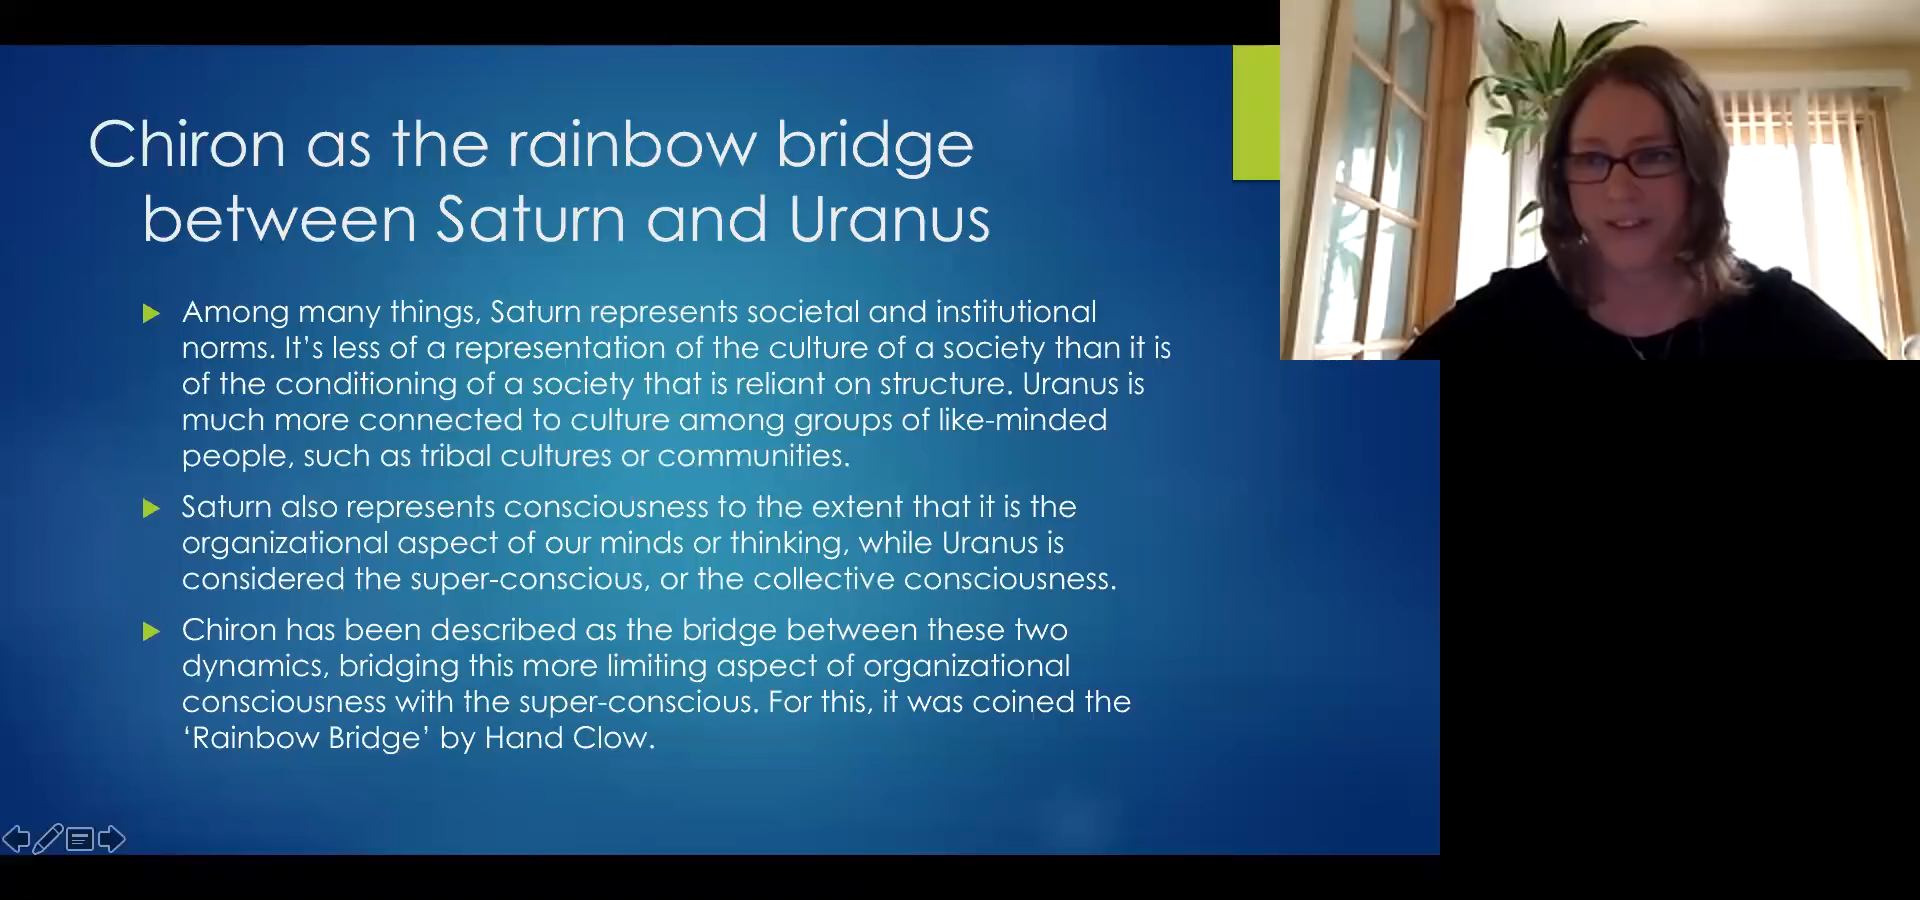 Chiron as the rainbow bridge
between Saturn and Uranus
Among many things, Saturn represents societal and institutional
norms. It’s less of a representation of the culture of a society than it is
of the conditioning of a society that is reliant on structure. Uranus is
much more connected to culture among groups of like-minded
people, such as tribal cultures or communities.
Saturn also represents consciousness to the extent that it is the
organizational aspect of our minds or thinking, while Uranus is
considered the super-conscious, or the collective consciousness.
Chiron has been described as the bridge between these two
dynamics, bridging this more limiting aspect of organizational
consciousness with the super-conscious. For this, it was coined the
‘Rainbow Bridge’ by Hand Clow.